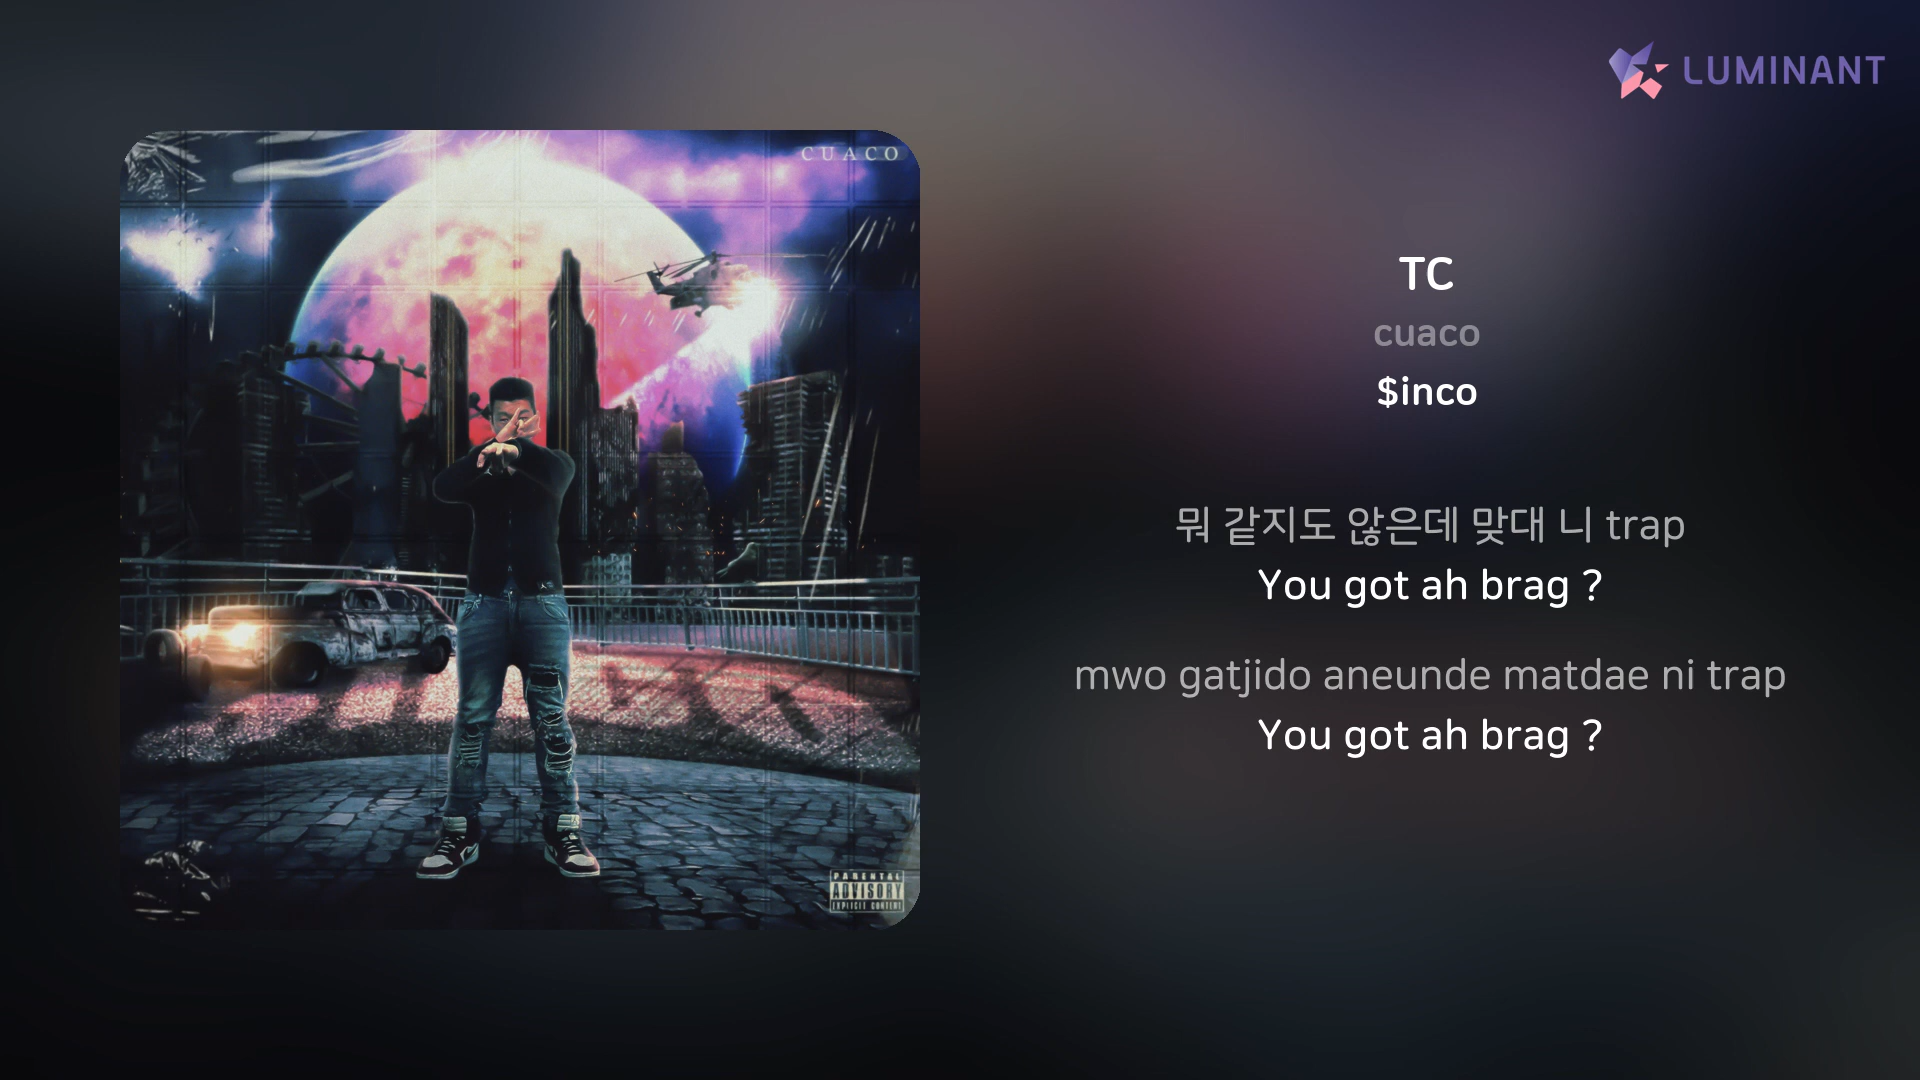 LUMINANT
CUACO
TC
cuaco
$inco
뭐 같지도 않은데 맞대 니 trap
You got ah brag ?
mwo gatjido aneunde matdae ni trap
You got ah brag ?
PARENTAL
ADVISORY
EXPLICIT CONTENT